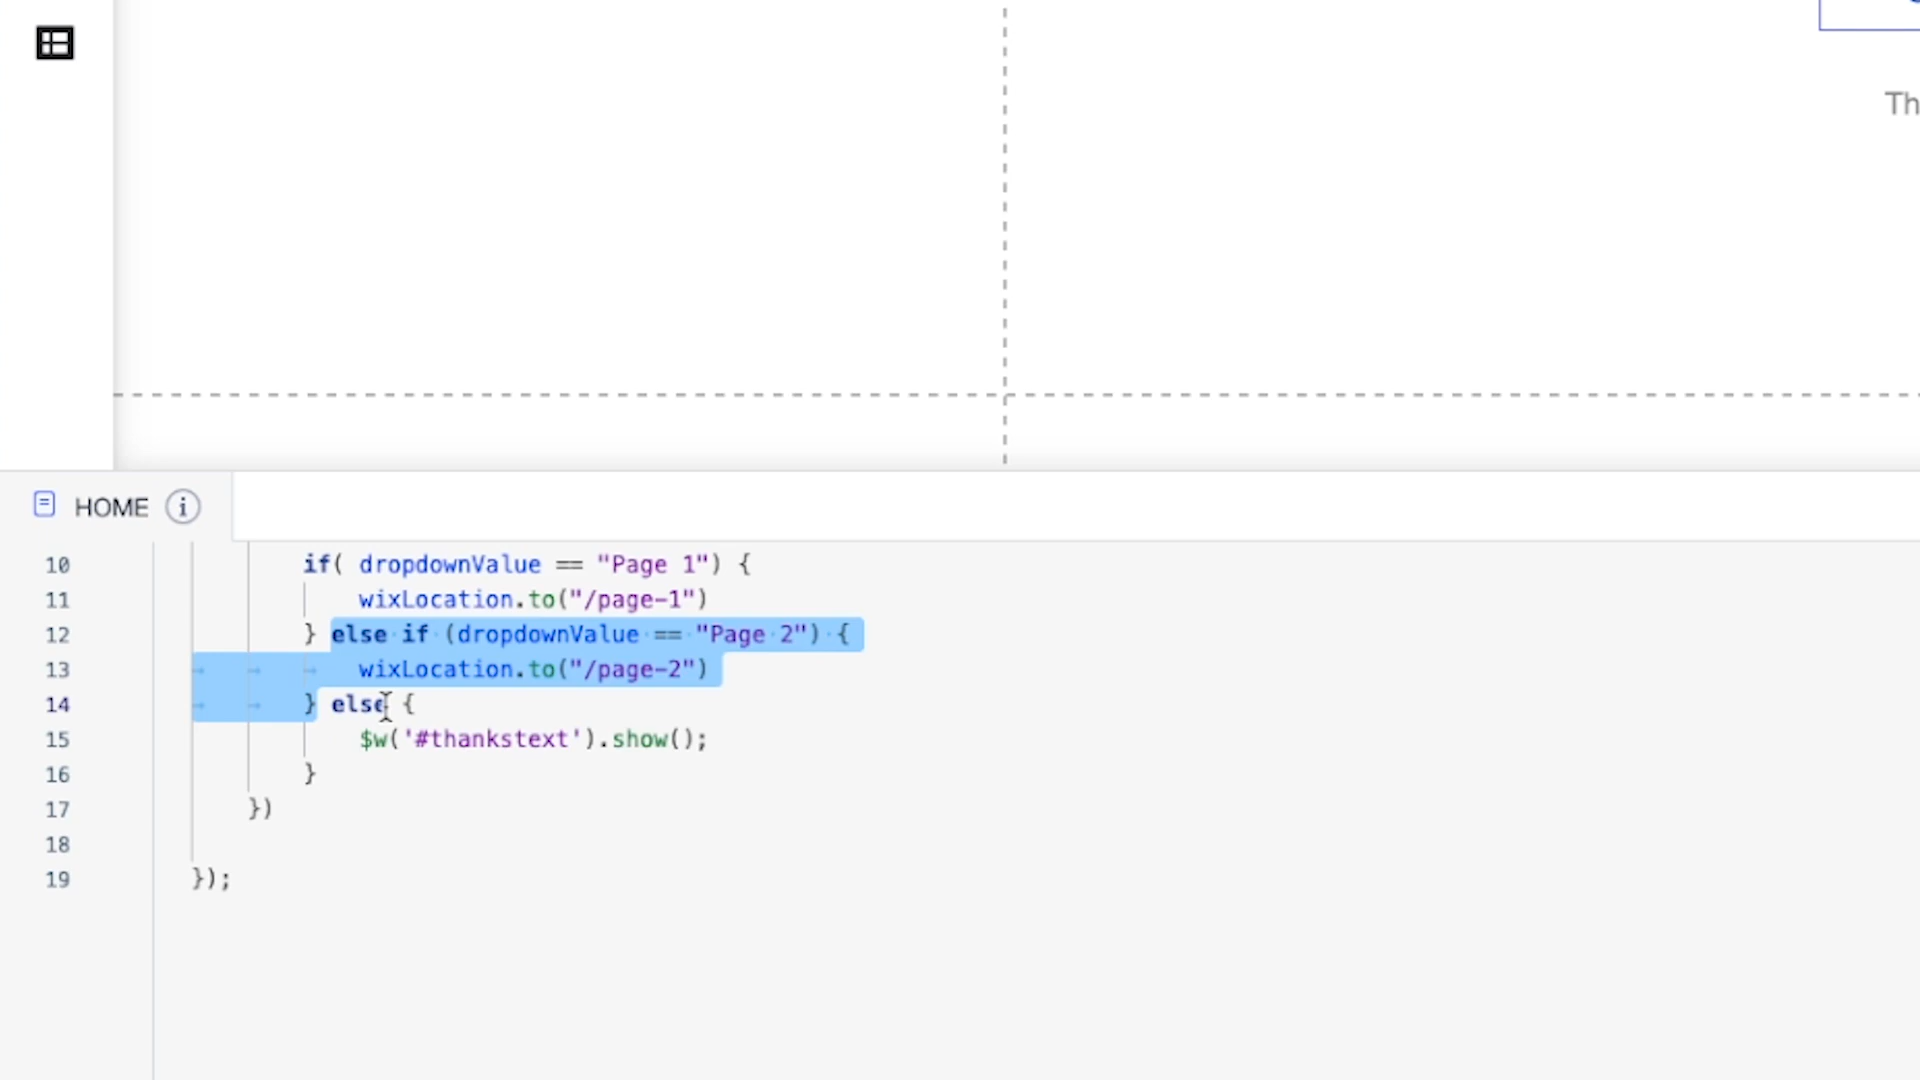 Th
HOME
10 if( dropdownValue == "Page 1") {
11 wixLocation.to("/page-1")
12 } else if (dropdownValue == "Page 2") {
13 wixLocation.to("/page-2")
14 } else {
15 $w('#thankstext').show();
16 }
17 })
18
19 });